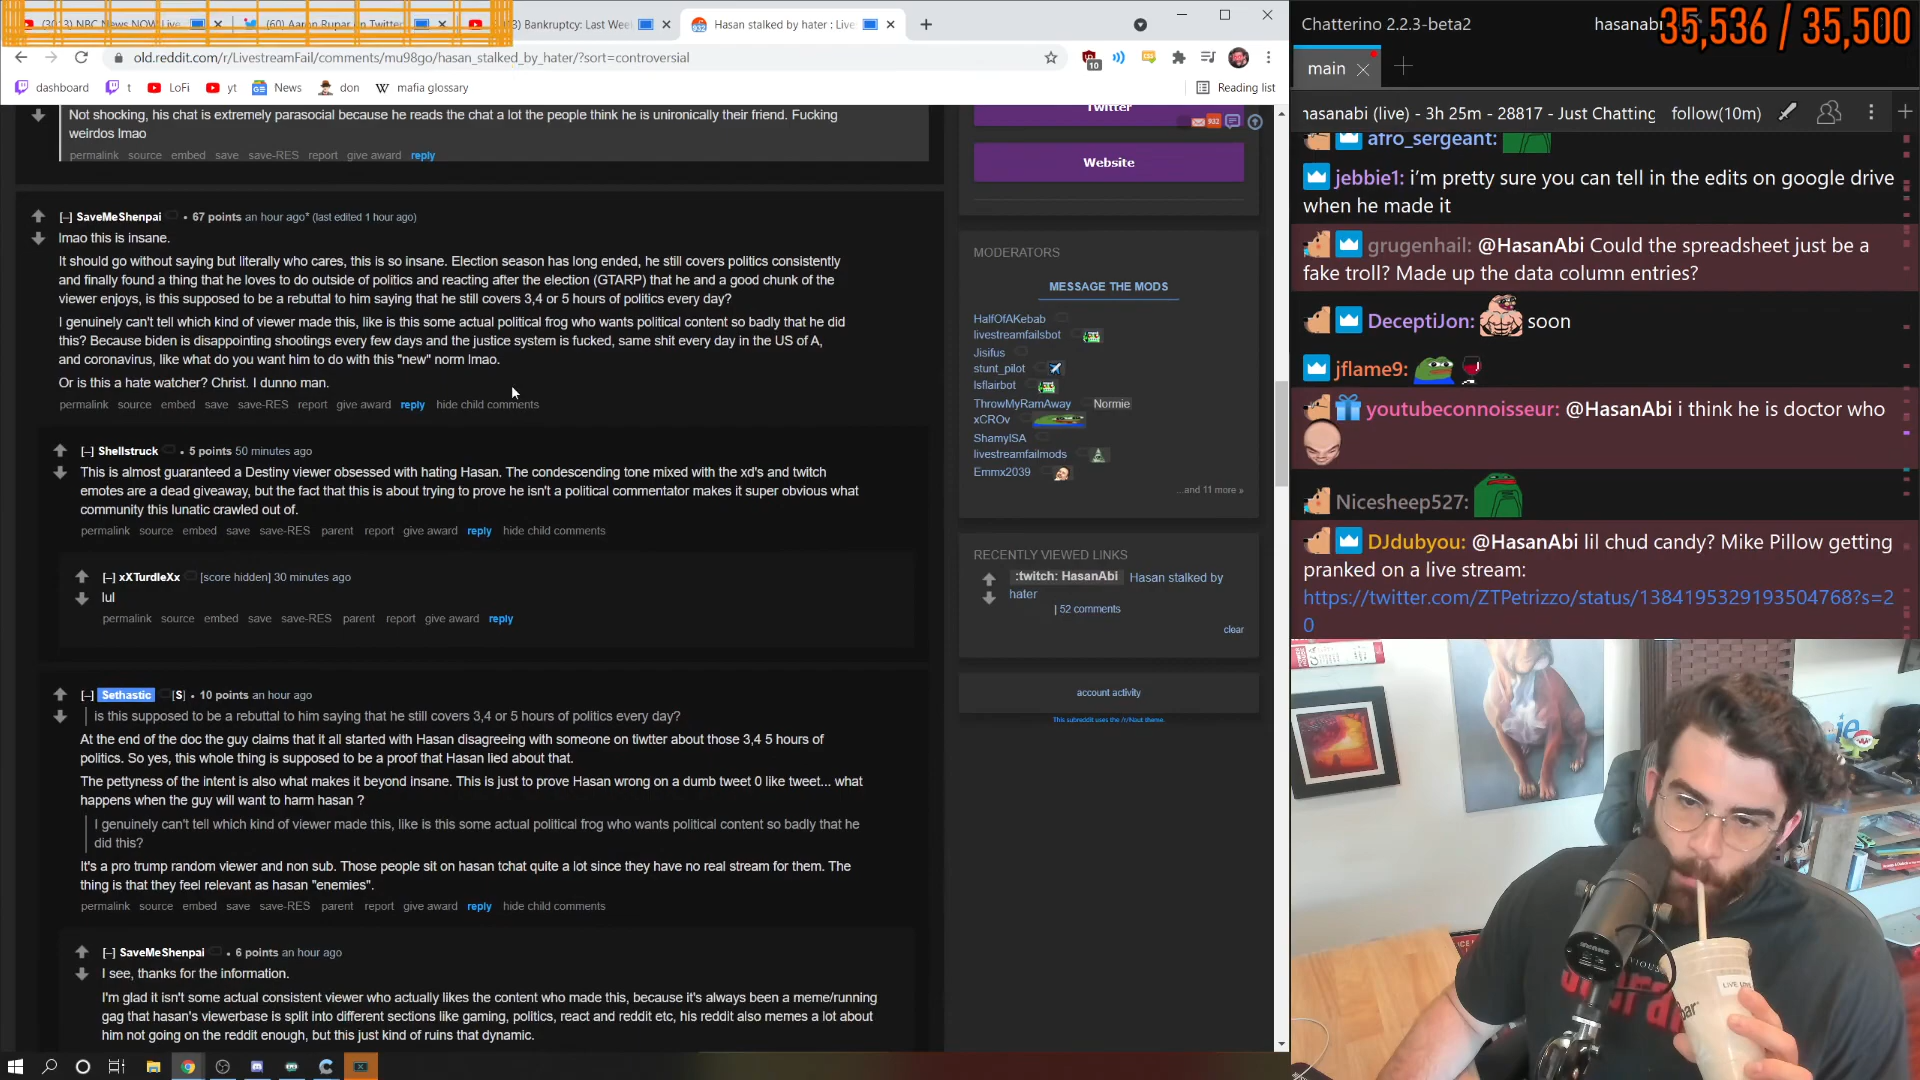 (3013) NBC News NOW Live
(60) Aaron Rupar on Twitter
Bankruptcy: Last Wee
Hasan stalked by hater : Live
old.reddit.com/r/LivestreamFail/comments/mu98go/hasan_stalked_by_hater/?sort=controversial
10
dashboard
t
LoFi
yt
News
don
mafia glossary
Reading list
Not shocking, his chat is extremely parasocial because he reads the chat a lot the people think he is unironically their friend. Fucking
weirdos lmao
permalink source embed save save-RES report give award reply
[-] SaveMeShenpai • 67 points an hour ago* (last edited 1 hour ago)
lmao this is insane.
It should go without saying but literally who cares, this is so insane. Election season has long ended, he still covers politics consistently
and finally found a thing that he loves to do outside of politics and reacting after the election (GTARP) that he and a good chunk of the
viewer enjoys, is this supposed to be a rebuttal to him saying that he still covers 3,4 or 5 hours of politics every day?
I genuinely can't tell which kind of viewer made this, like is this some actual political frog who wants political content so badly that he did
this? Because biden is disappointing shootings every few days and the justice system is fucked, same shit every day in the US of A,
and coronavirus, like what do you want him to do with this "new" norm lmao.
Or is this a hate watcher? Christ. I dunno man.
permalink source embed save save-RES report give award reply hide child comments
[-] Shellstruck • 5 points 50 minutes ago
This is almost guaranteed a Destiny viewer obsessed with hating Hasan. The condescending tone mixed with the xd's and twitch
emotes are a dead giveaway, but the fact that this is about trying to prove he isn't a political commentator makes it super obvious what
community this lunatic crawled out of.
permalink source embed save save-RES parent report give award reply hide child comments
[-] xXTurdleXx [score hidden] 30 minutes ago
lul
permalink source embed save save-RES parent report give award reply
[-] Sethastic [S] • 10 points an hour ago
is this supposed to be a rebuttal to him saying that he still covers 3,4 or 5 hours of politics every day?
At the end of the doc the guy claims that it all started with Hasan disagreeing with someone on tiwtter about those 3,4 5 hours of
politics. So yes, this whole thing is supposed to be a proof that Hasan lied about that.
The pettyness of the intent is also what makes it beyond insane. This is just to prove Hasan wrong on a dumb tweet 0 like tweet... what
happens when the guy will want to harm hasan ?
I genuinely can't tell which kind of viewer made this, like is this some actual political frog who wants political content so badly that he
did this?
It's a pro trump random viewer and non sub. Those people sit on hasan tchat quite a lot since they have no real stream for them. The
thing is that they feel relevant as hasan "enemies".
permalink source embed save save-RES parent report give award reply hide child comments
[-] SaveMeShenpai • 6 points an hour ago
I see, thanks for the information.
I'm glad it isn't some actual consistent viewer who actually likes the content who made this, because it's always been a meme/running
gag that hasan's viewerbase is split into different sections like gaming, politics, react and reddit etc, his reddit also memes a lot about
him not going on the reddit enough, but this just kind of ruins that dynamic.
Twitter
932
Website
MODERATORS
MESSAGE THE MODS
HalfOfAKebab
livestreamfailsbot
Jisifus
stunt_pilot
lsflairbot
ThrowMyRamAway Normie
xCROv
ShamyISA
livestreamfailmods
Emmx2039
...and 11 more »
RECENTLY VIEWED LINKS
:twitch: HasanAbi Hasan stalked by
hater
| 52 comments
clear
account activity
This subreddit uses the /r/Naut theme.
Chatterino 2.2.3-beta2
hasanabi
35,536 / 35,500
main
hasanabi (live) - 3h 25m - 28817 - Just Chatting
follow(10m)
afro_sergeant:
jebbie1: i'm pretty sure you can tell in the edits on google drive
when he made it
grugenhail: @HasanAbi Could the spreadsheet just be a
fake troll? Made up the data column entries?
DeceptiJon: soon
jflame9:
youtubeconnoisseur: @HasanAbi i think he is doctor who
Nicesheep527:
DJdubyou: @HasanAbi lil chud candy? Mike Pillow getting
pranked on a live stream:
https://twitter.com/ZTPetrizzo/status/1384195329193504768?s=2
0